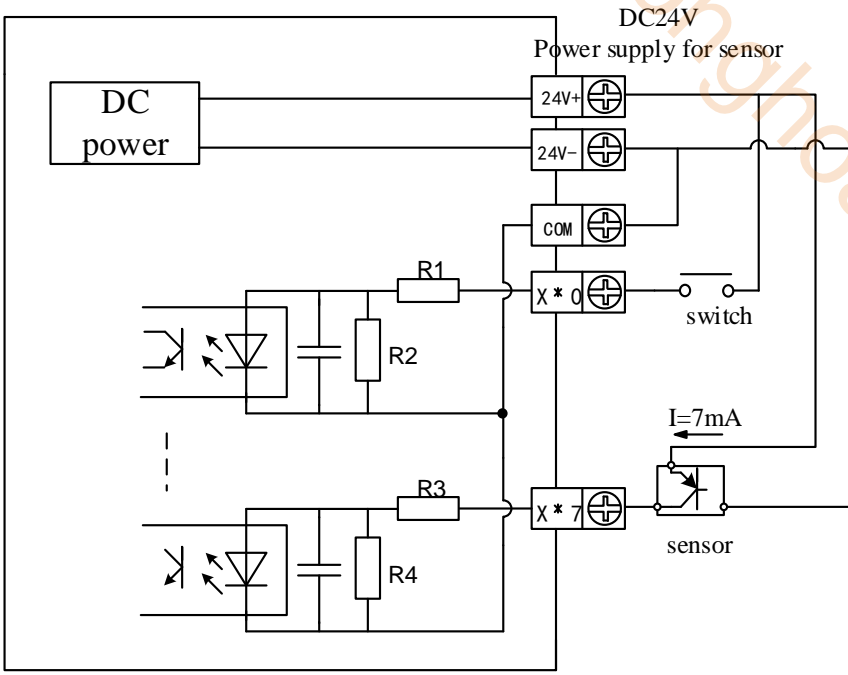 DC24V
Power supply for sensor
DC
power
24V+
24V-
COM
R1
X * 0
switch
R2
I=7mA
R3
X * 7
sensor
R4